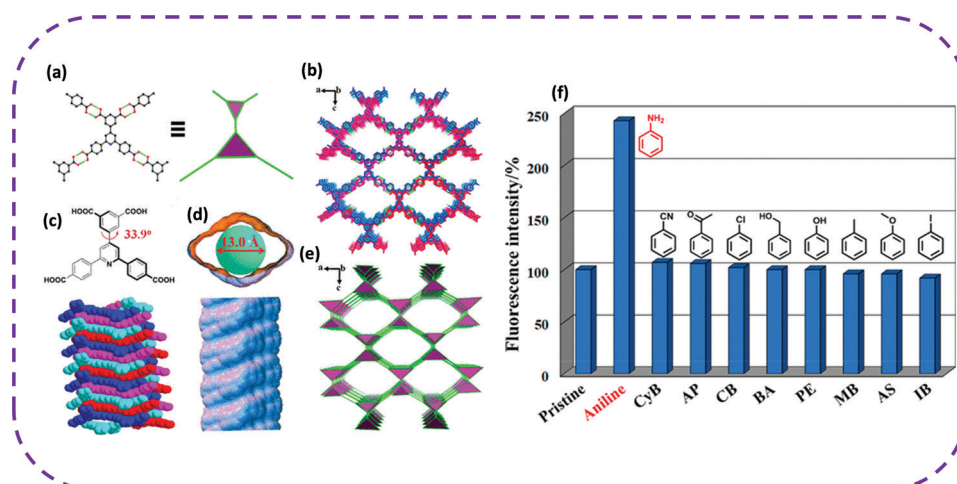 (a)
(b)
a b
c
(c)
HOOC COOH
33.9°
N
HOOC COOH
(d)
13.0 Å
(e)
a b
c
(f)
Fluorescence intensity/%
250
200
150
100
50
0
NH₂
CN
O
Cl
HO
OH
O
I
Pristine
Aniline
CyB
AP
CB
BA
PE
MB
AS
IB